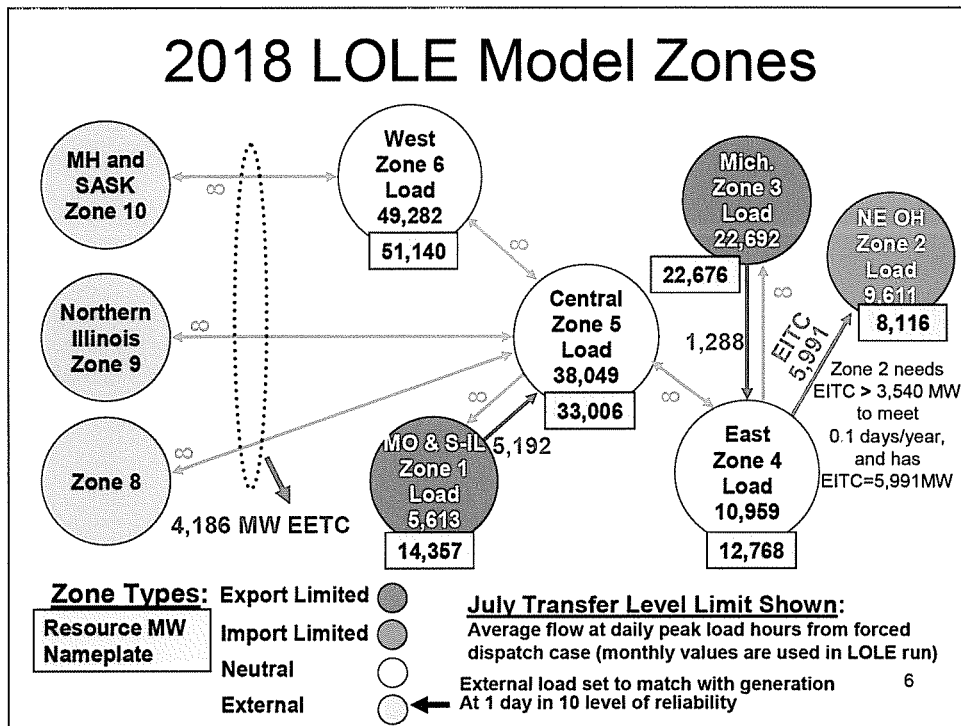 2018 LOLE Model Zones
MH and
SASK
Zone 10
∞
West
Zone 6
Load
49,282
51,140
∞
Mich.
Zone 3
Load
22,692
22,676
NE OH
Zone 2
Load
9,611
8,116
Northern
Illinois
Zone 9
∞
Central
Zone 5
Load
38,049
33,006
1,288
∞
EITC
5,991
Zone 2 needs
EITC > 3,540 MW
to meet
0.1 days/year,
and has
EITC=5,991MW
∞
Zone 8
∞
4,186 MW EETC
∞
MO & S-IL
Zone 1
Load
5,613
14,357
5,192
East
Zone 4
Load
10,959
12,768
Zone Types:
Resource MW
Nameplate
Export Limited
Import Limited
Neutral
External
July Transfer Level Limit Shown:
Average flow at daily peak load hours from forced
dispatch case (monthly values are used in LOLE run)
External load set to match with generation
At 1 day in 10 level of reliability
6